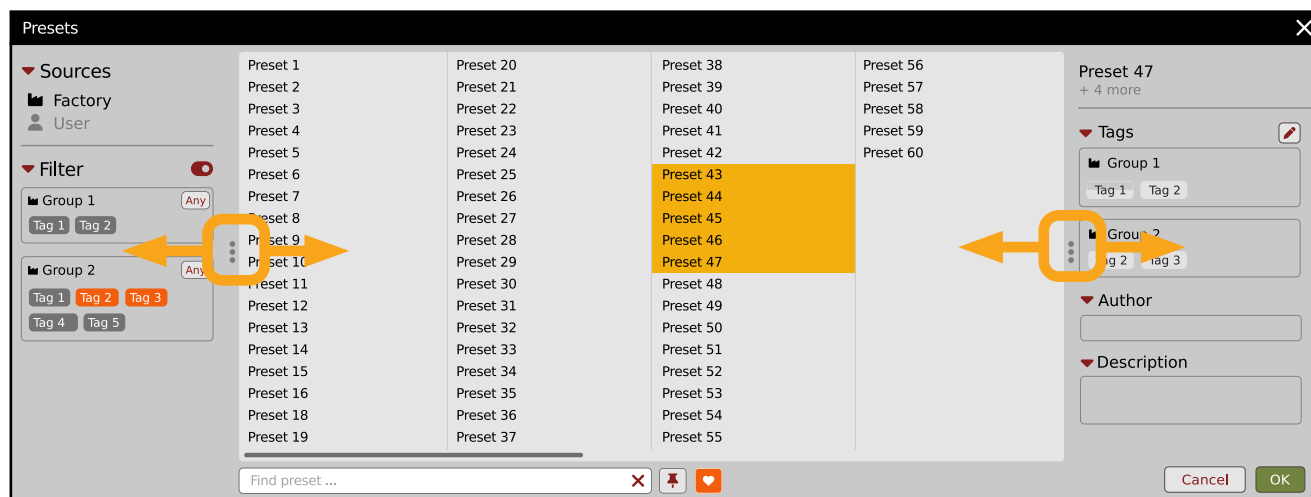 Presets
Sources
Factory
User
Filter
Group 1
Any
Tag 1 Tag 2
Group 2
Any
Tag 1 Tag 2 Tag 3
Tag 4 Tag 5
Preset 1
Preset 2
Preset 3
Preset 4
Preset 5
Preset 6
Preset 7
Preset 8
Preset 9
Preset 10
Preset 11
Preset 12
Preset 13
Preset 14
Preset 15
Preset 16
Preset 18
Preset 19
Preset 20
Preset 21
Preset 22
Preset 23
Preset 24
Preset 25
Preset 26
Preset 27
Preset 28
Preset 29
Preset 30
Preset 31
Preset 32
Preset 33
Preset 34
Preset 35
Preset 36
Preset 37
Preset 38
Preset 39
Preset 40
Preset 41
Preset 42
Preset 43
Preset 44
Preset 45
Preset 46
Preset 47
Preset 48
Preset 49
Preset 50
Preset 51
Preset 52
Preset 53
Preset 54
Preset 55
Preset 56
Preset 57
Preset 58
Preset 59
Preset 60
Find preset ...
Preset 47
+ 4 more
Tags
Group 1
Tag 1 Tag 2
Group 2
Tag 2 Tag 3
Author
Description
Cancel OK